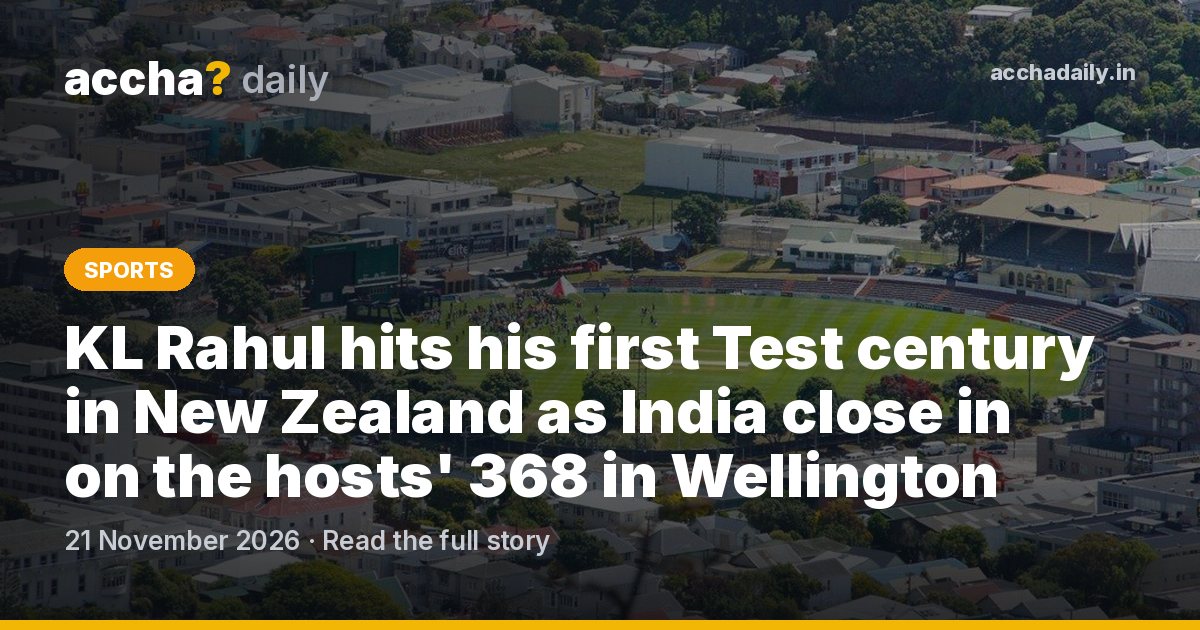 accha? daily
acchadaily.in
SPORTS
KL Rahul hits his first Test century
in New Zealand as India close in
on the hosts' 368 in Wellington
21 November 2026 · Read the full story